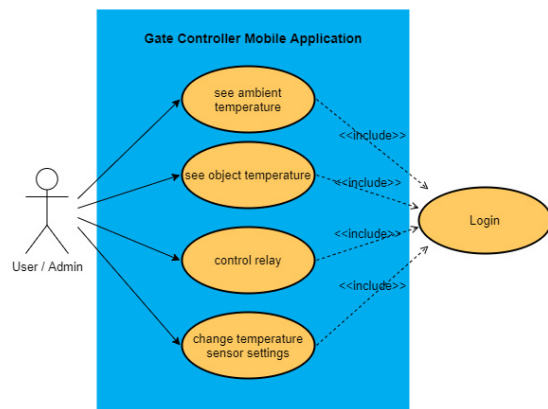 Gate Controller Mobile Application
see ambient
temperature
<<include>>
see object temperature
<<include>>
Login
<<include>>
control relay
User / Admin
<<include>>
change temperature
sensor settings